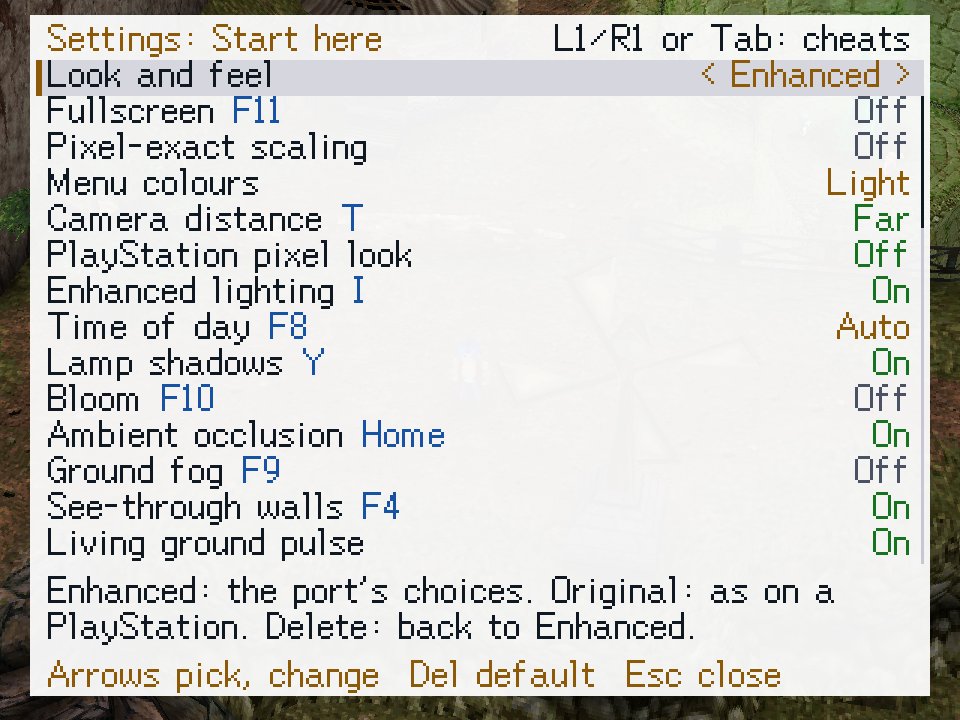 Settings: Start here L1/R1 or Tab: cheats
Look and feel < Enhanced >
Fullscreen F11 Off
Pixel-exact scaling Off
Menu colours Light
Camera distance T Far
PlayStation pixel look Off
Enhanced lighting I On
Time of day F8 Auto
Lamp shadows Y On
Bloom F10 Off
Ambient occlusion Home On
Ground fog F9 Off
See-through walls F4 On
Living ground pulse On
Enhanced: the port's choices. Original: as on a
PlayStation. Delete: back to Enhanced.
Arrows pick, change Del default Esc close